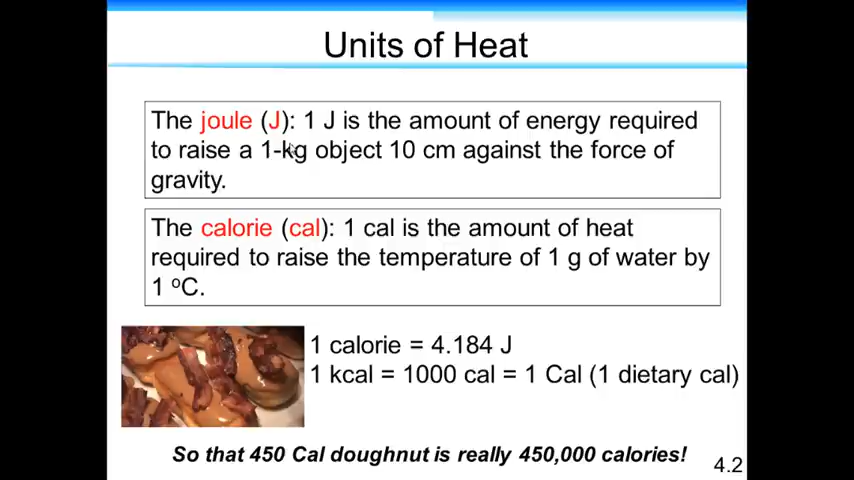 Units of Heat
The joule (J): 1 J is the amount of energy required
to raise a 1-kg object 10 cm against the force of
gravity.
The calorie (cal): 1 cal is the amount of heat
required to raise the temperature of 1 g of water by
1 ºC.
1 calorie = 4.184 J
1 kcal = 1000 cal = 1 Cal (1 dietary cal)
So that 450 Cal doughnut is really 450,000 calories!
4.2